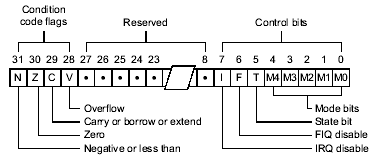 Condition code flags Reserved Control bits
31 30 29 28 27 26 25 24 23 8 7 6 5 4 3 2 1 0
N Z C V • • • • • • I F T M4 M3 M2 M1 M0
Overflow Mode bit
Carry or borrow or extend State bit
Zero FIQ disable
Negative or less than IRQ disable